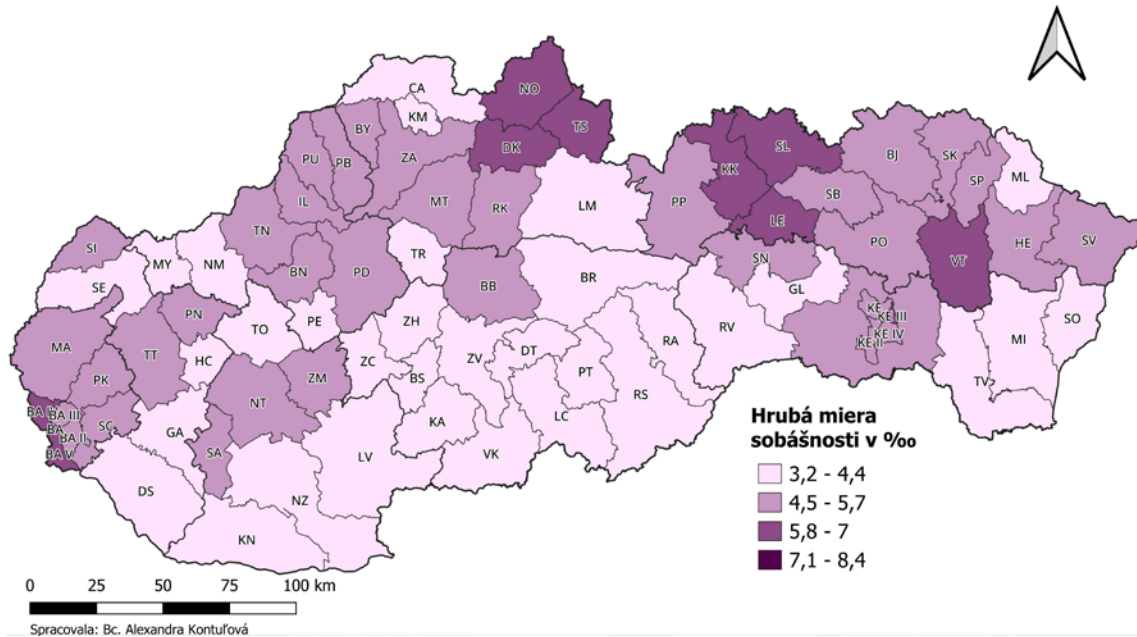 CA
NO
KM
TS
BY
DK
SL
PU
PB
ZA
KK
BJ
SK
SP
ML
IL
MT
RK
LM
PP
SB
TN
LE
SI
MY
NM
BN
PD
TR
PO
HE
SV
SE
BB
BR
SN
VT
GL
PN
TO
PE
ZH
KE
KE III
SO
MA
TT
HC
ZC
ZV
DT
RA
RV
KE IV
KE II
MI
PK
ZM
BS
PT
TV
BA III
SC
NT
KA
LC
RS
BA
BA II
GA
BA V
SA
LV
VK
DS
NZ
KN
Hrubá miera
sobášnosti v ‰
3,2 - 4,4
4,5 - 5,7
5,8 - 7
7,1 - 8,4
0 25 50 75 100 km
Spracovala: Bc. Alexandra Kontuľová